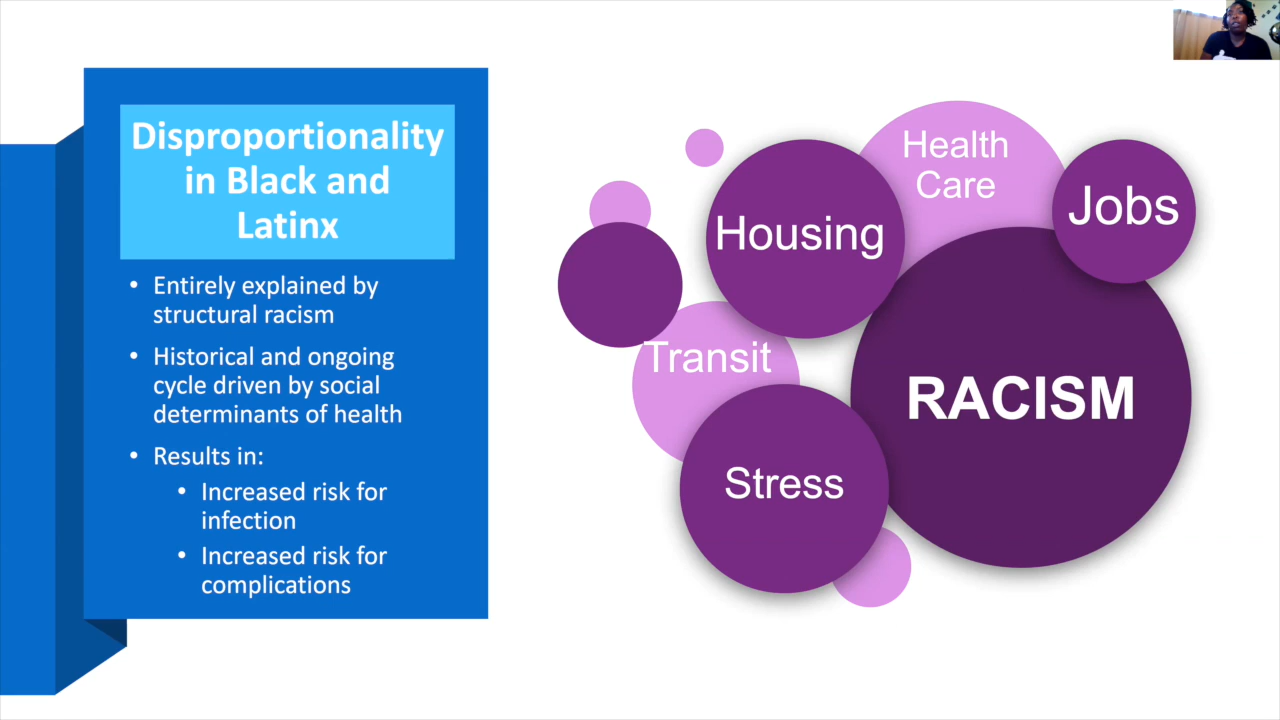 Disproportionality
in Black and
Latinx
• Entirely explained by
structural racism
• Historical and ongoing
cycle driven by social
determinants of health
• Results in:
• Increased risk for
infection
• Increased risk for
complications
Health
Care
Jobs
Housing
Transit
RACISM
Stress